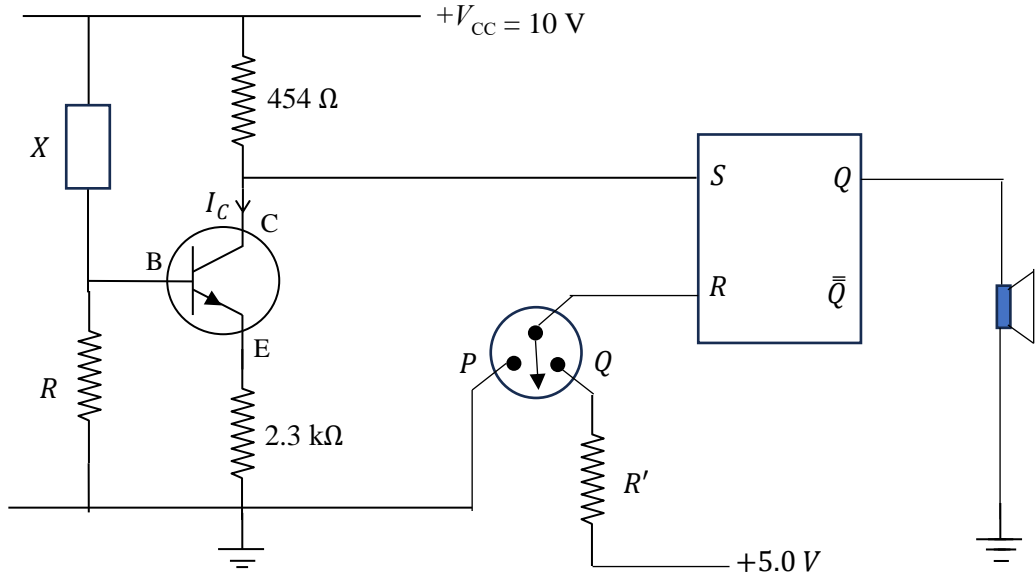 +V_CC = 10 V
454 Ω
X
I_C
C
B
E
R
2.3 kΩ
S
Q
R
Q̿
P
Q
R′
+5.0 V